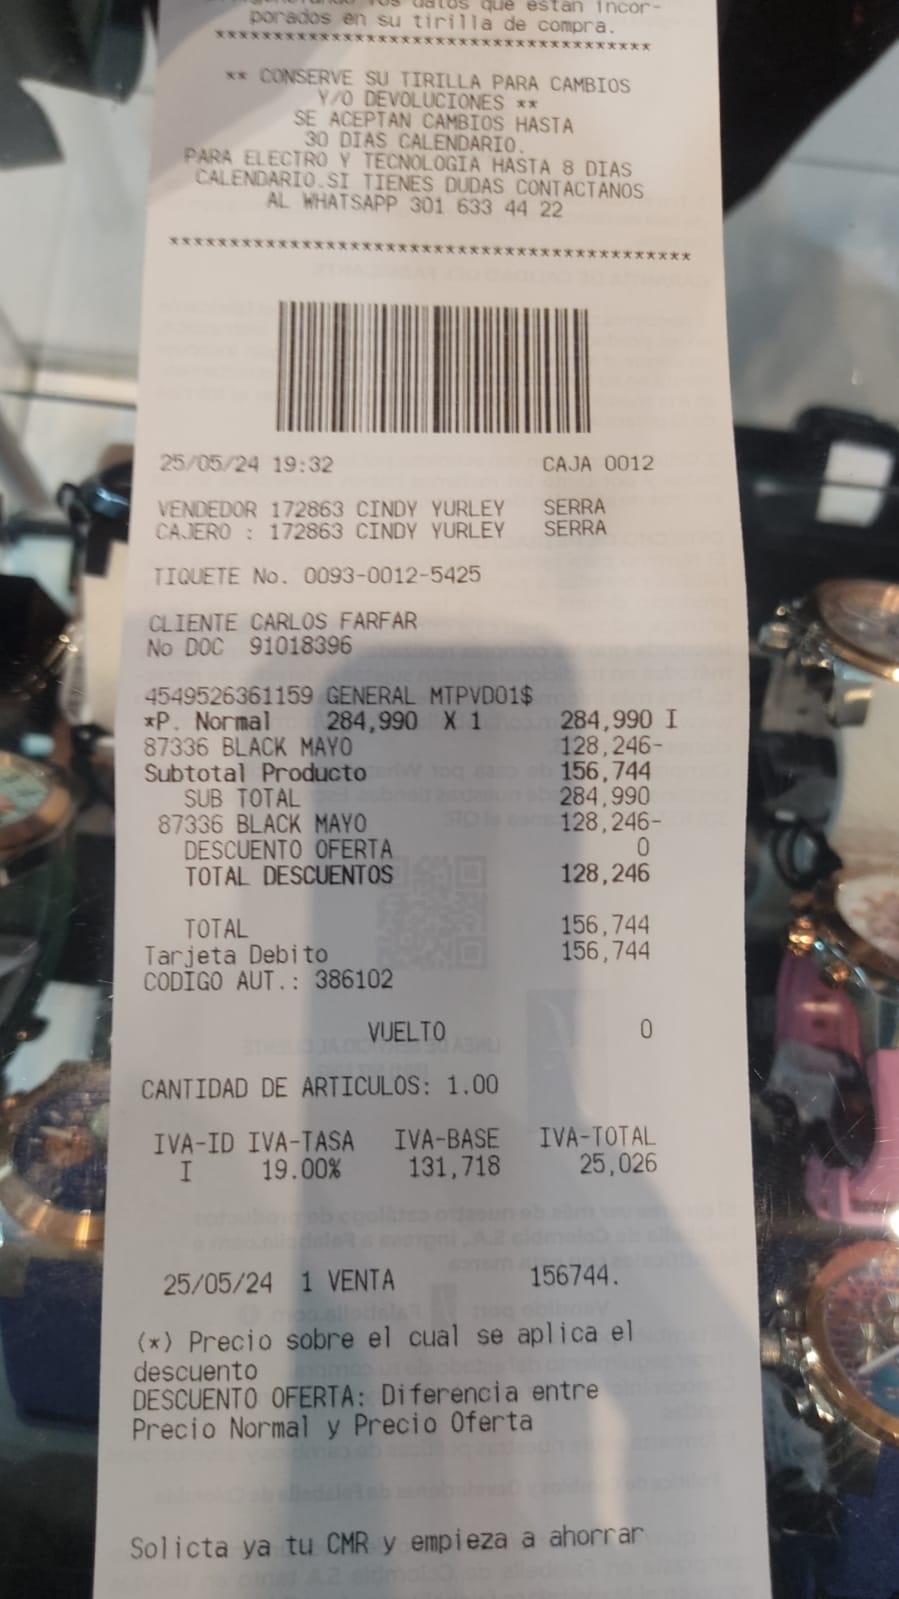 datos que están incor-
porados en su tirilla de compra.
****************************************
** CONSERVE SU TIRILLA PARA CAMBIOS
Y/O DEVOLUCIONES **
SE ACEPTAN CAMBIOS HASTA
30 DIAS CALENDARIO.
PARA ELECTRO Y TECNOLOGIA HASTA 8 DIAS
CALENDARIO.SI TIENES DUDAS CONTACTANOS
AL WHATSAPP 301 633 44 22
************************************************
25/05/24 19:32 CAJA 0012
VENDEDOR 172863 CINDY YURLEY SERRA
CAJERO : 172863 CINDY YURLEY SERRA
TIQUETE No. 0093-0012-5425
CLIENTE CARLOS FARFAR
No DOC 91018396
4549526361159 GENERAL MTPVD01$
*P. Normal 284,990 X 1 284,990 I
87336 BLACK MAYO 128,246-
Subtotal Producto 156,744
SUB TOTAL 284,990
87336 BLACK MAYO 128,246-
DESCUENTO OFERTA 0
TOTAL DESCUENTOS 128,246
TOTAL 156,744
Tarjeta Debito 156,744
CODIGO AUT.: 386102
VUELTO 0
CANTIDAD DE ARTICULOS: 1.00
IVA-ID IVA-TASA IVA-BASE IVA-TOTAL
I 19.00% 131,718 25,026
25/05/24 1 VENTA 156744.
(*) Precio sobre el cual se aplica el
descuento
DESCUENTO OFERTA: Diferencia entre
Precio Normal y Precio Oferta
Solicta ya tu CMR y empieza a ahorrar